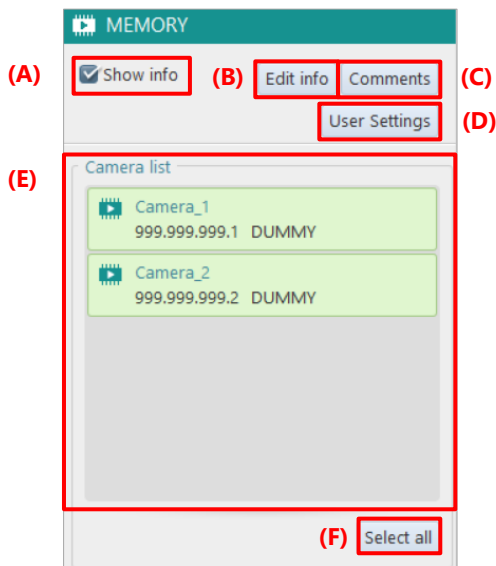 MEMORY
(A) Show info (B) Edit info Comments (C)
User Settings (D)
(E) Camera list
Camera_1
999.999.999.1 DUMMY
Camera_2
999.999.999.2 DUMMY
(F) Select all